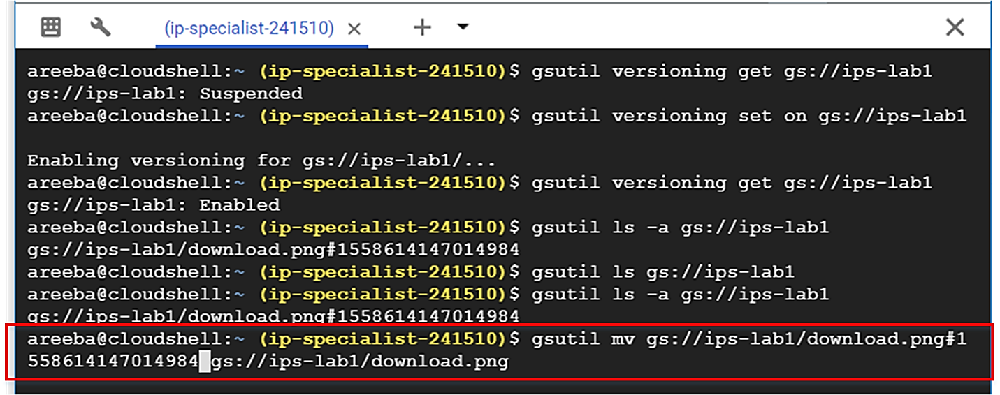 (ip-specialist-241510)
areeba@cloudshell:~ (ip-specialist-241510)$ gsutil versioning get gs://ips-lab1
gs://ips-lab1: Suspended
areeba@cloudshell:~ (ip-specialist-241510)$ gsutil versioning set on gs://ips-lab1
Enabling versioning for gs://ips-lab1/...
areeba@cloudshell:~ (ip-specialist-241510)$ gsutil versioning get gs://ips-lab1
gs://ips-lab1: Enabled
areeba@cloudshell:~ (ip-specialist-241510)$ gsutil ls -a gs://ips-lab1
gs://ips-lab1/download.png#1558614147014984
areeba@cloudshell:~ (ip-specialist-241510)$ gsutil ls gs://ips-lab1
areeba@cloudshell:~ (ip-specialist-241510)$ gsutil ls -a gs://ips-lab1
gs://ips-lab1/download.png#1558614147014984
areeba@cloudshell:~ (ip-specialist-241510)$ gsutil mv gs://ips-lab1/download.png#1
558614147014984 gs://ips-lab1/download.png